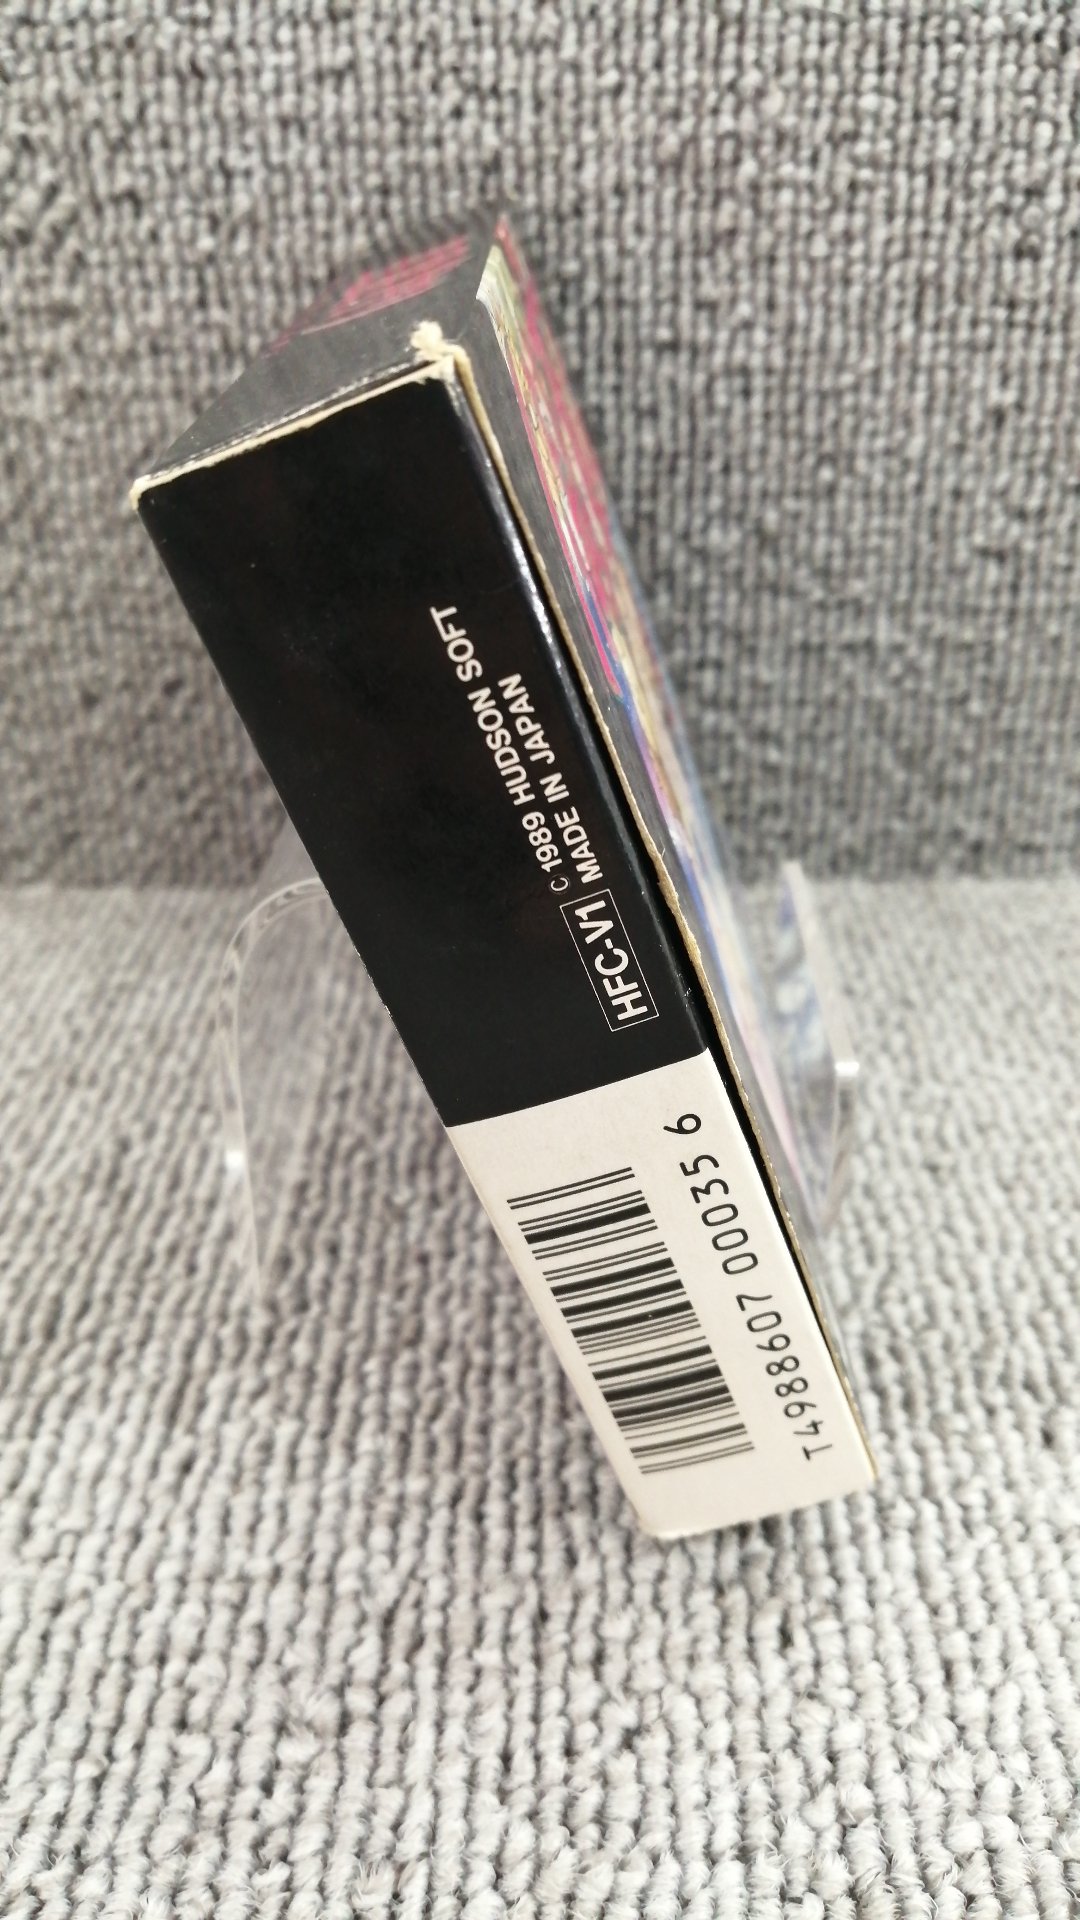 © 1989 HUDSON SOFT
HFC-V1 MADE IN JAPAN
T4988607 00035 6